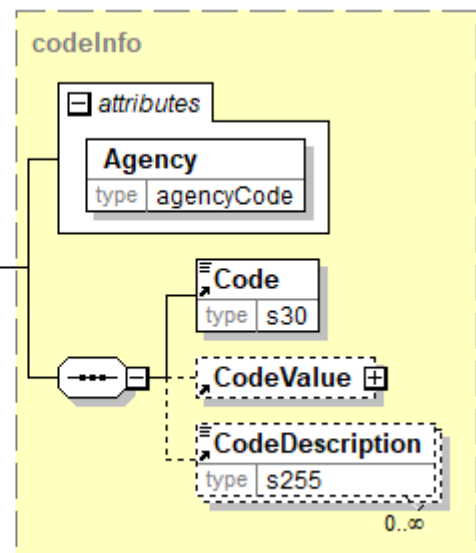 codeInfo
attributes
Agency
type agencyCode
Code
type s30
CodeValue
CodeDescription
type s255
0..∞